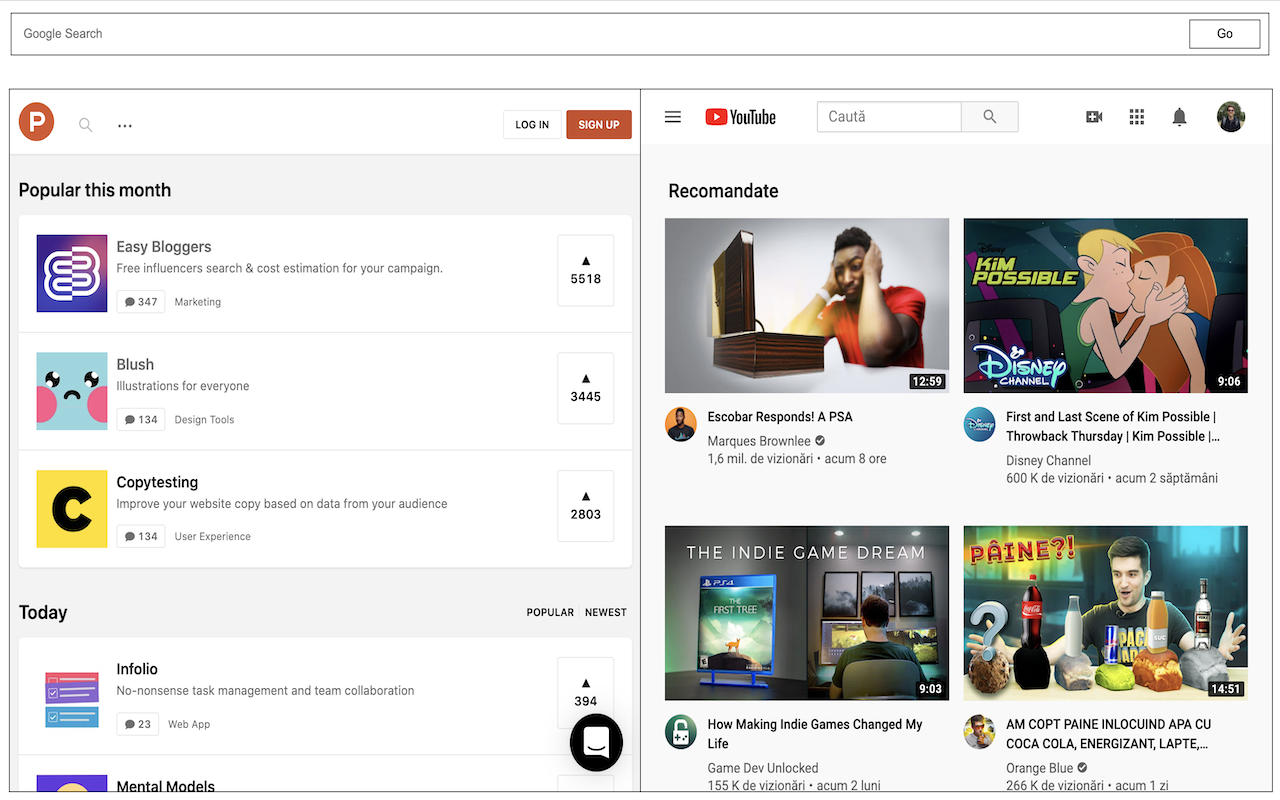 Google Search
Go
P
LOG IN
SIGN UP
Popular this month
Easy Bloggers
Free influencers search & cost estimation for your campaign.
347 Marketing
5518
Blush
Illustrations for everyone
134 Design Tools
3445
C
Copytesting
Improve your website copy based on data from your audience
134 User Experience
2803
Today
POPULAR NEWEST
Infolio
No-nonsense task management and team collaboration
23 Web App
394
Mental Models
YouTube
Caută
Recomandate
12:59
Escobar Responds! A PSA
Marques Brownlee
1,6 mil. de vizionări • acum 8 ore
Disney
KIM
POSSIBLE
Disney
CHANNEL
9:06
First and Last Scene of Kim Possible |
Throwback Thursday | Kim Possible |...
Disney Channel
600 K de vizionări • acum 2 săptămâni
THE INDIE GAME DREAM
PS4
THE
FIRST TREE
9:03
How Making Indie Games Changed My
Life
Game Dev Unlocked
155 K de vizionări • acum 2 luni
PÂINE?!
Coca-Cola
SUC
14:51
AM COPT PAINE INLOCUIND APA CU
COCA COLA, ENERGIZANT, LAPTE,...
Orange Blue
266 K de vizionări • acum 1 zi